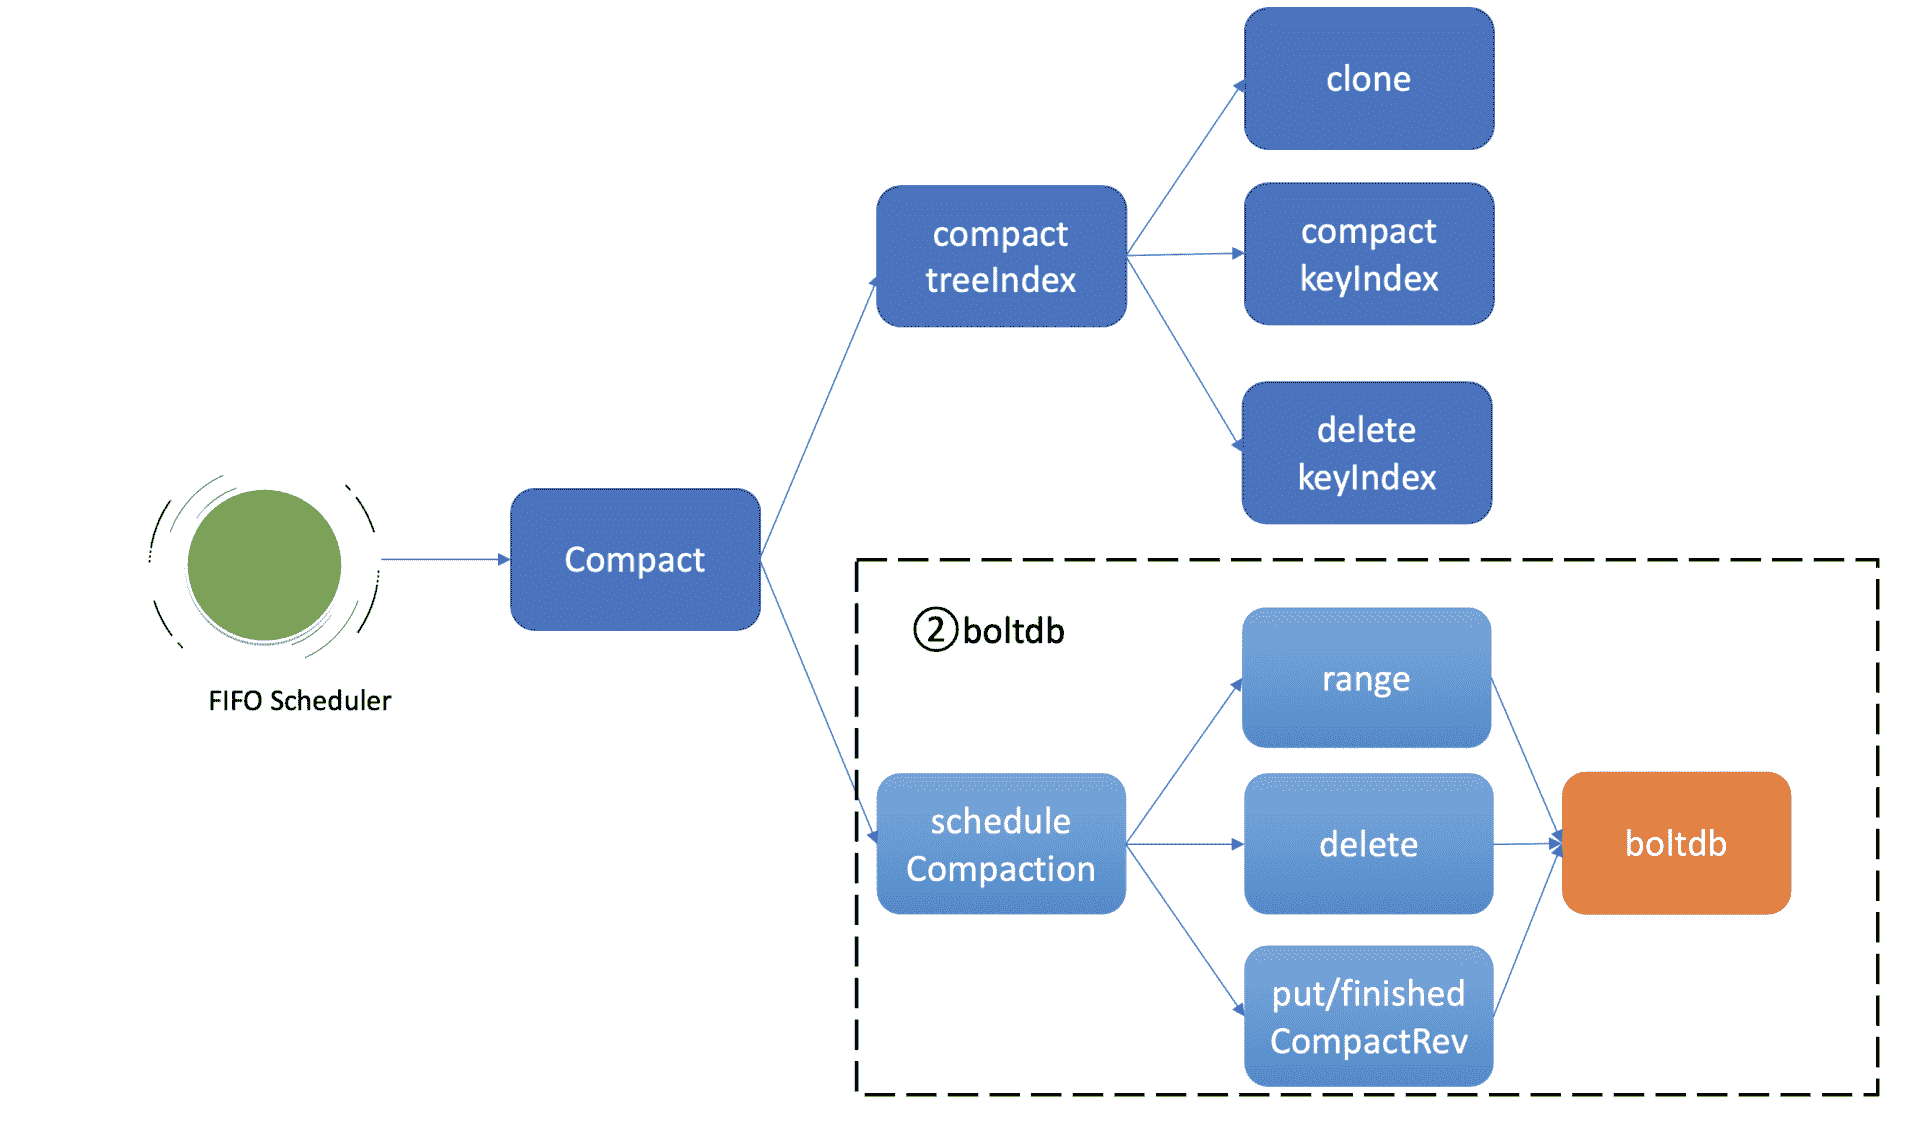 clone
compact
treeIndex
compact
keyIndex
delete
keyIndex
Compact
FIFO Scheduler
②boltdb
range
schedule
Compaction
delete
boltdb
put/finished
CompactRev